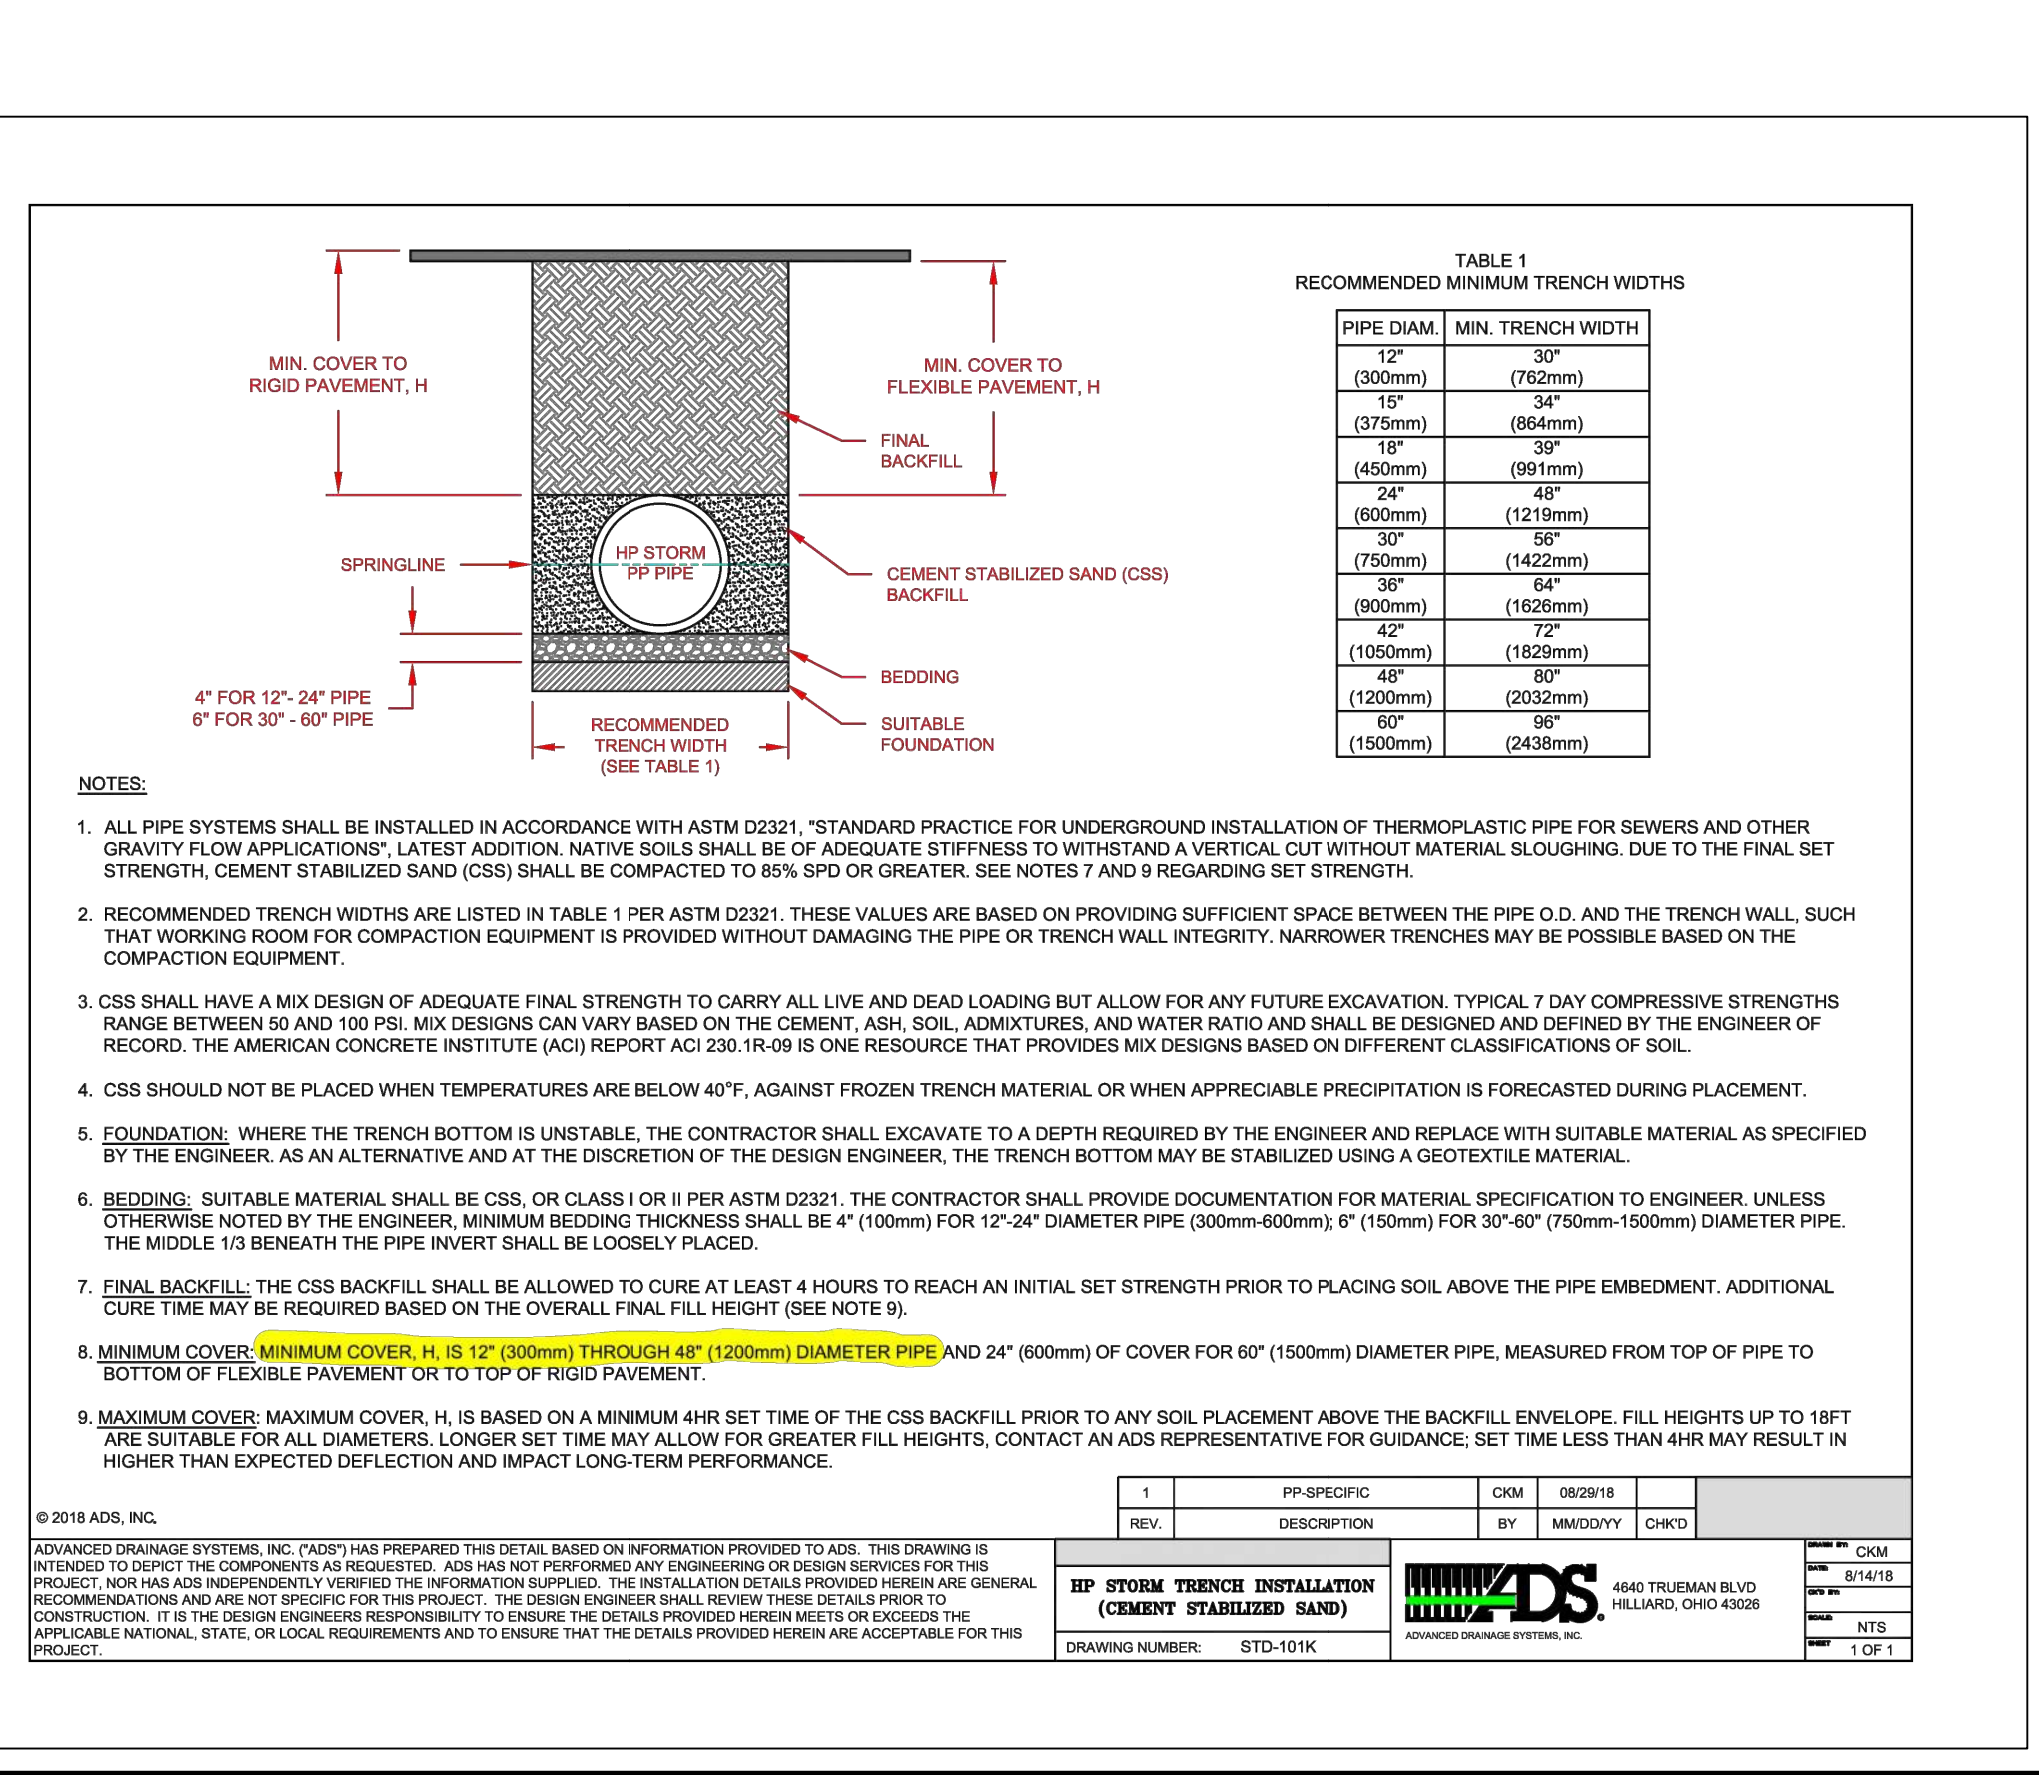 MIN. COVER TO
RIGID PAVEMENT, H
MIN. COVER TO
FLEXIBLE PAVEMENT, H
FINAL
BACKFILL
HP STORM
PP PIPE
SPRINGLINE
CEMENT STABILIZED SAND (CSS)
BACKFILL
BEDDING
4" FOR 12"- 24" PIPE
6" FOR 30" - 60" PIPE
SUITABLE
FOUNDATION
RECOMMENDED
TRENCH WIDTH
(SEE TABLE 1)
TABLE 1
RECOMMENDED MINIMUM TRENCH WIDTHS
PIPE DIAM. MIN. TRENCH WIDTH
12" 30"
(300mm) (762mm)
15" 34"
(375mm) (864mm)
18" 39"
(450mm) (991mm)
24" 48"
(600mm) (1219mm)
30" 56"
(750mm) (1422mm)
36" 64"
(900mm) (1626mm)
42" 72"
(1050mm) (1829mm)
48" 80"
(1200mm) (2032mm)
60" 96"
(1500mm) (2438mm)
NOTES:
1. ALL PIPE SYSTEMS SHALL BE INSTALLED IN ACCORDANCE WITH ASTM D2321, "STANDARD PRACTICE FOR UNDERGROUND INSTALLATION OF THERMOPLASTIC PIPE FOR SEWERS AND OTHER
GRAVITY FLOW APPLICATIONS", LATEST ADDITION. NATIVE SOILS SHALL BE OF ADEQUATE STIFFNESS TO WITHSTAND A VERTICAL CUT WITHOUT MATERIAL SLOUGHING. DUE TO THE FINAL SET
STRENGTH, CEMENT STABILIZED SAND (CSS) SHALL BE COMPACTED TO 85% SPD OR GREATER. SEE NOTES 7 AND 9 REGARDING SET STRENGTH.
2. RECOMMENDED TRENCH WIDTHS ARE LISTED IN TABLE 1 PER ASTM D2321. THESE VALUES ARE BASED ON PROVIDING SUFFICIENT SPACE BETWEEN THE PIPE O.D. AND THE TRENCH WALL, SUCH
THAT WORKING ROOM FOR COMPACTION EQUIPMENT IS PROVIDED WITHOUT DAMAGING THE PIPE OR TRENCH WALL INTEGRITY. NARROWER TRENCHES MAY BE POSSIBLE BASED ON THE
COMPACTION EQUIPMENT.
3. CSS SHALL HAVE A MIX DESIGN OF ADEQUATE FINAL STRENGTH TO CARRY ALL LIVE AND DEAD LOADING BUT ALLOW FOR ANY FUTURE EXCAVATION. TYPICAL 7 DAY COMPRESSIVE STRENGTHS
RANGE BETWEEN 50 AND 100 PSI. MIX DESIGNS CAN VARY BASED ON THE CEMENT, ASH, SOIL, ADMIXTURES, AND WATER RATIO AND SHALL BE DESIGNED AND DEFINED BY THE ENGINEER OF
RECORD. THE AMERICAN CONCRETE INSTITUTE (ACI) REPORT ACI 230.1R-09 IS ONE RESOURCE THAT PROVIDES MIX DESIGNS BASED ON DIFFERENT CLASSIFICATIONS OF SOIL.
4. CSS SHOULD NOT BE PLACED WHEN TEMPERATURES ARE BELOW 40°F, AGAINST FROZEN TRENCH MATERIAL OR WHEN APPRECIABLE PRECIPITATION IS FORECASTED DURING PLACEMENT.
5. FOUNDATION: WHERE THE TRENCH BOTTOM IS UNSTABLE, THE CONTRACTOR SHALL EXCAVATE TO A DEPTH REQUIRED BY THE ENGINEER AND REPLACE WITH SUITABLE MATERIAL AS SPECIFIED
BY THE ENGINEER. AS AN ALTERNATIVE AND AT THE DISCRETION OF THE DESIGN ENGINEER, THE TRENCH BOTTOM MAY BE STABILIZED USING A GEOTEXTILE MATERIAL.
6. BEDDING: SUITABLE MATERIAL SHALL BE CSS, OR CLASS I OR II PER ASTM D2321. THE CONTRACTOR SHALL PROVIDE DOCUMENTATION FOR MATERIAL SPECIFICATION TO ENGINEER. UNLESS
OTHERWISE NOTED BY THE ENGINEER, MINIMUM BEDDING THICKNESS SHALL BE 4" (100mm) FOR 12"-24" DIAMETER PIPE (300mm-600mm); 6" (150mm) FOR 30"-60" (750mm-1500mm) DIAMETER PIPE.
THE MIDDLE 1/3 BENEATH THE PIPE INVERT SHALL BE LOOSELY PLACED.
7. FINAL BACKFILL: THE CSS BACKFILL SHALL BE ALLOWED TO CURE AT LEAST 4 HOURS TO REACH AN INITIAL SET STRENGTH PRIOR TO PLACING SOIL ABOVE THE PIPE EMBEDMENT. ADDITIONAL
CURE TIME MAY BE REQUIRED BASED ON THE OVERALL FINAL FILL HEIGHT (SEE NOTE 9).
8. MINIMUM COVER: MINIMUM COVER, H, IS 12" (300mm) THROUGH 48" (1200mm) DIAMETER PIPE AND 24" (600mm) OF COVER FOR 60" (1500mm) DIAMETER PIPE, MEASURED FROM TOP OF PIPE TO
BOTTOM OF FLEXIBLE PAVEMENT OR TO TOP OF RIGID PAVEMENT.
9. MAXIMUM COVER: MAXIMUM COVER, H, IS BASED ON A MINIMUM 4HR SET TIME OF THE CSS BACKFILL PRIOR TO ANY SOIL PLACEMENT ABOVE THE BACKFILL ENVELOPE. FILL HEIGHTS UP TO 18FT
ARE SUITABLE FOR ALL DIAMETERS. LONGER SET TIME MAY ALLOW FOR GREATER FILL HEIGHTS, CONTACT AN ADS REPRESENTATIVE FOR GUIDANCE; SET TIME LESS THAN 4HR MAY RESULT IN
HIGHER THAN EXPECTED DEFLECTION AND IMPACT LONG-TERM PERFORMANCE.
1 PP-SPECIFIC CKM 08/29/18
REV. DESCRIPTION BY MM/DD/YY CHK'D
© 2018 ADS, INC.
ADVANCED DRAINAGE SYSTEMS, INC. ("ADS") HAS PREPARED THIS DETAIL BASED ON INFORMATION PROVIDED TO ADS. THIS DRAWING IS
INTENDED TO DEPICT THE COMPONENTS AS REQUESTED. ADS HAS NOT PERFORMED ANY ENGINEERING OR DESIGN SERVICES FOR THIS
PROJECT, NOR HAS ADS INDEPENDENTLY VERIFIED THE INFORMATION SUPPLIED. THE INSTALLATION DETAILS PROVIDED HEREIN ARE GENERAL
RECOMMENDATIONS AND ARE NOT SPECIFIC FOR THIS PROJECT. THE DESIGN ENGINEER SHALL REVIEW THESE DETAILS PRIOR TO
CONSTRUCTION. IT IS THE DESIGN ENGINEERS RESPONSIBILITY TO ENSURE THE DETAILS PROVIDED HEREIN MEETS OR EXCEEDS THE
APPLICABLE NATIONAL, STATE, OR LOCAL REQUIREMENTS AND TO ENSURE THAT THE DETAILS PROVIDED HEREIN ARE ACCEPTABLE FOR THIS
PROJECT.
HP STORM TRENCH INSTALLATION
(CEMENT STABILIZED SAND)
DRAWING NUMBER: STD-101K
ADS
ADVANCED DRAINAGE SYSTEMS, INC.
4640 TRUEMAN BLVD
HILLIARD, OHIO 43026
DRAWN BY: CKM
DATE: 8/14/18
CK'D BY:
SCALE: NTS
SHEET 1 OF 1